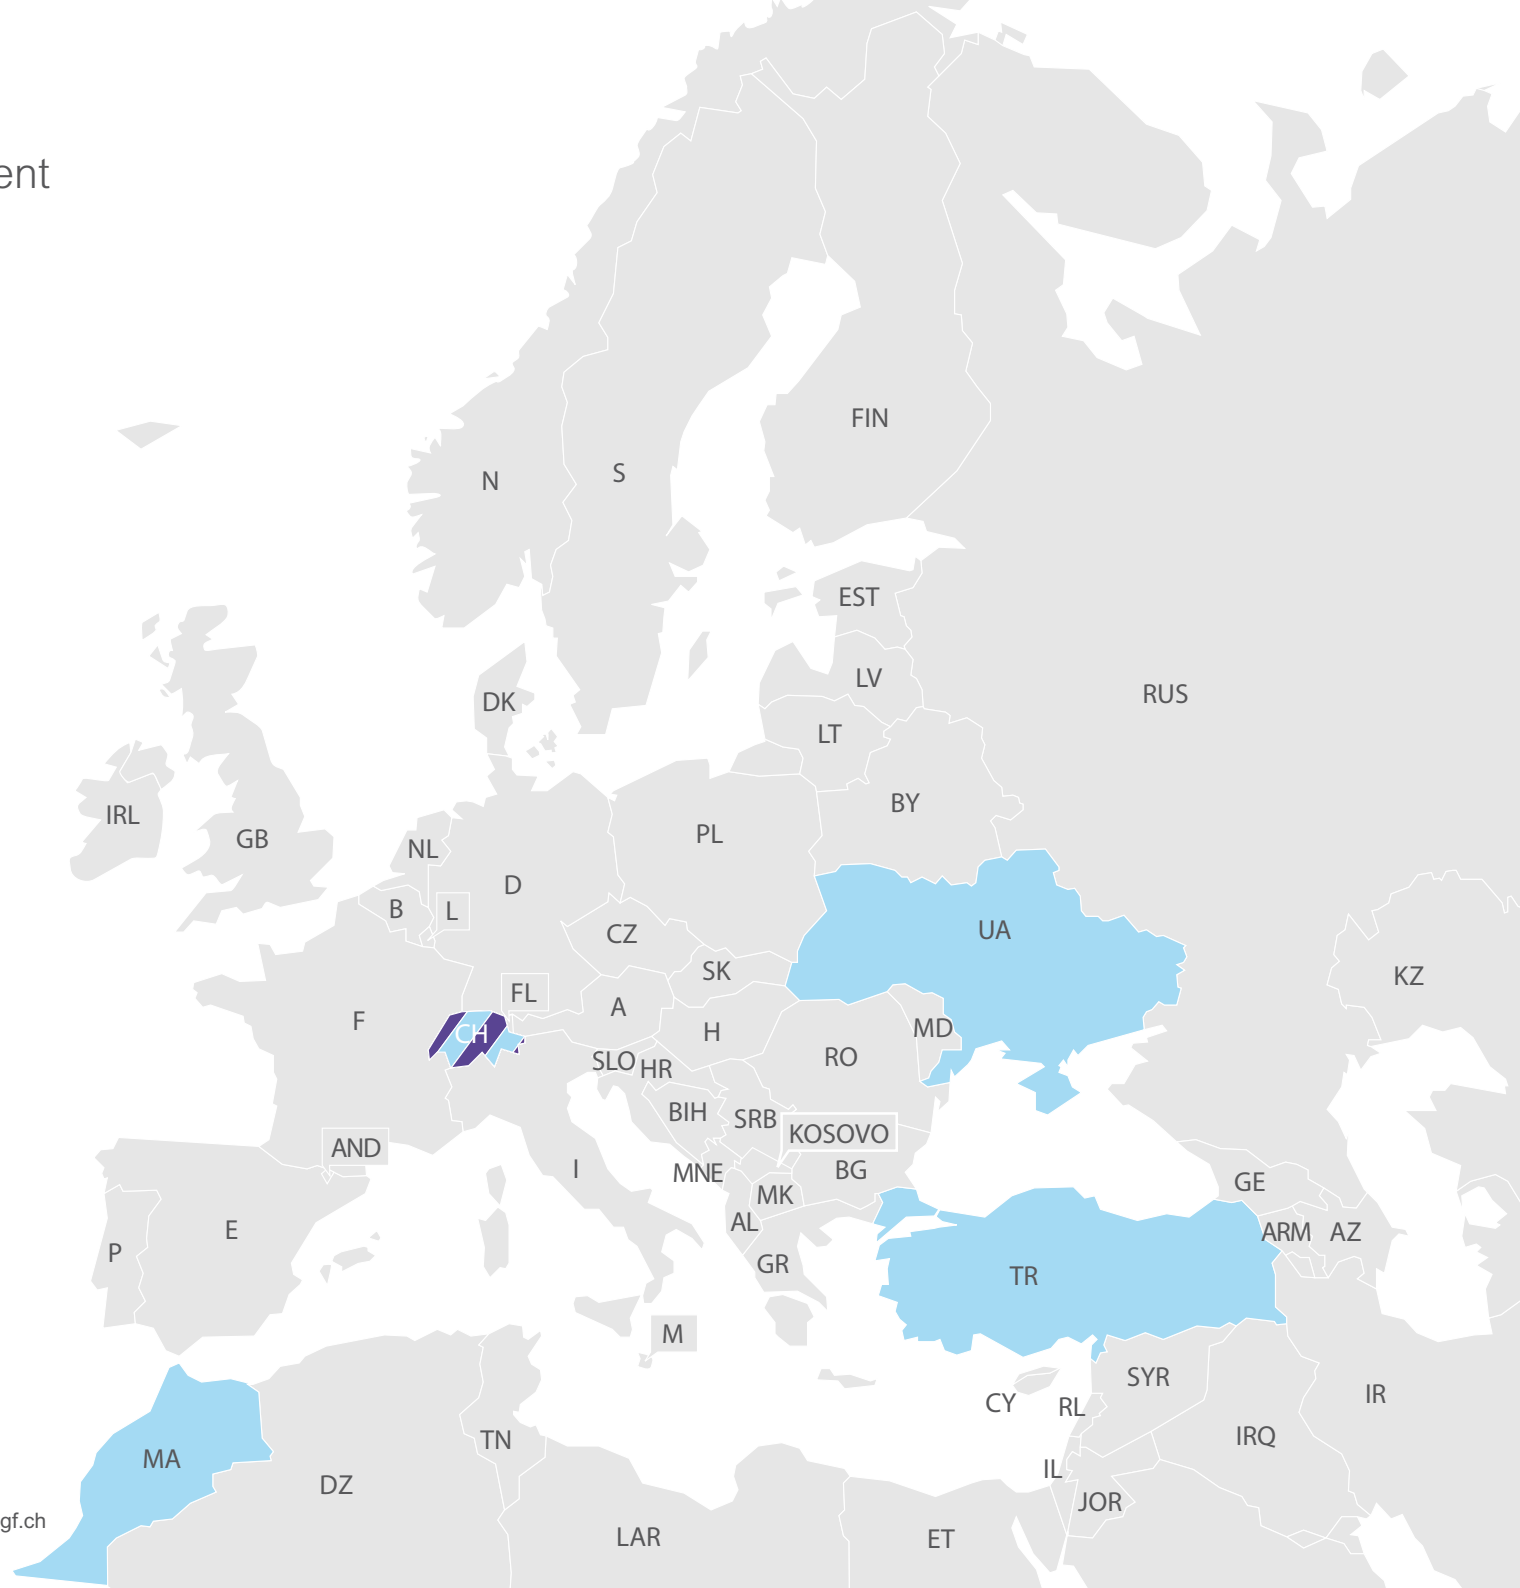 ent
FIN
N
S
EST
LV
RUS
DK
LT
BY
IRL
GB
NL
PL
D
B
L
UA
CZ
SK
KZ
FL
A
F
CH
MD
H
RO
SLO
HR
BIH
SRB
KOSOVO
AND
I
MNE
BG
MK
GE
AL
E
ARM
AZ
P
GR
TR
M
SYR
CY
RL
IR
IRQ
TN
MA
IL
DZ
JOR
gf.ch
LAR
ET